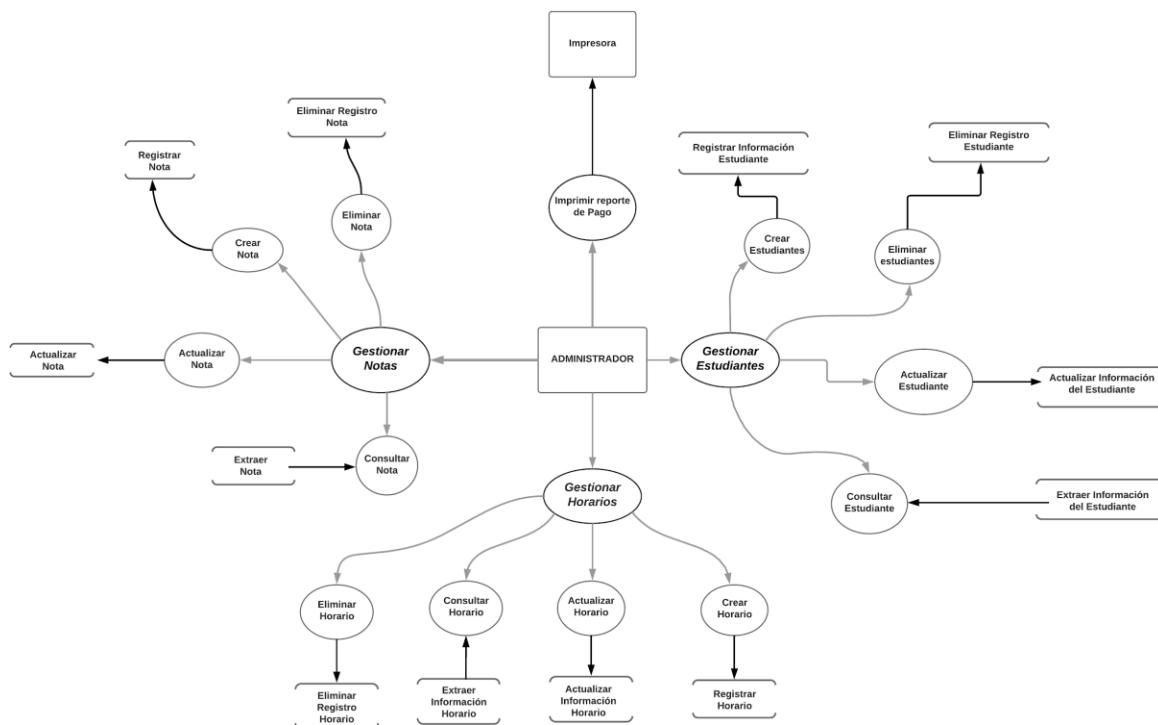 Impresora
Eliminar Registro
Nota
Eliminar Registro
Estudiante
Registrar
Nota
Registrar Información
Estudiante
Imprimir reporte
de Pago
Eliminar
Nota
Crear
Nota
Crear
Estudiantes
Eliminar
estudiantes
Actualizar
Nota
Actualizar
Nota
Gestionar
Notas
ADMINISTRADOR
Gestionar
Estudiantes
Actualizar
Estudiante
Actualizar Información
del Estudiante
Extraer
Nota
Consultar
Nota
Gestionar
Horarios
Consultar
Estudiante
Extraer Información
del Estudiante
Eliminar
Horario
Consultar
Horario
Actualizar
Horario
Crear
Horario
Eliminar
Registro
Horario
Extraer
Información
Horario
Actualizar
Información
Horario
Registrar
Horario